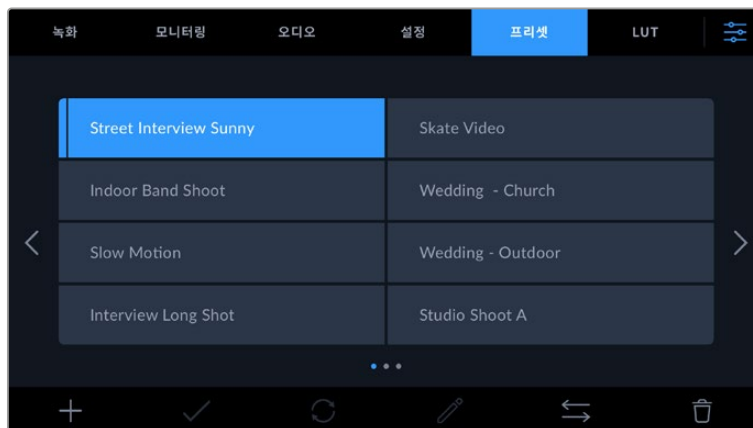 녹화 모니터링 오디오 설정 프리셋 LUT
Street Interview Sunny Skate Video
Indoor Band Shoot Wedding - Church
Slow Motion Wedding - Outdoor
Interview Long Shot Studio Shoot A